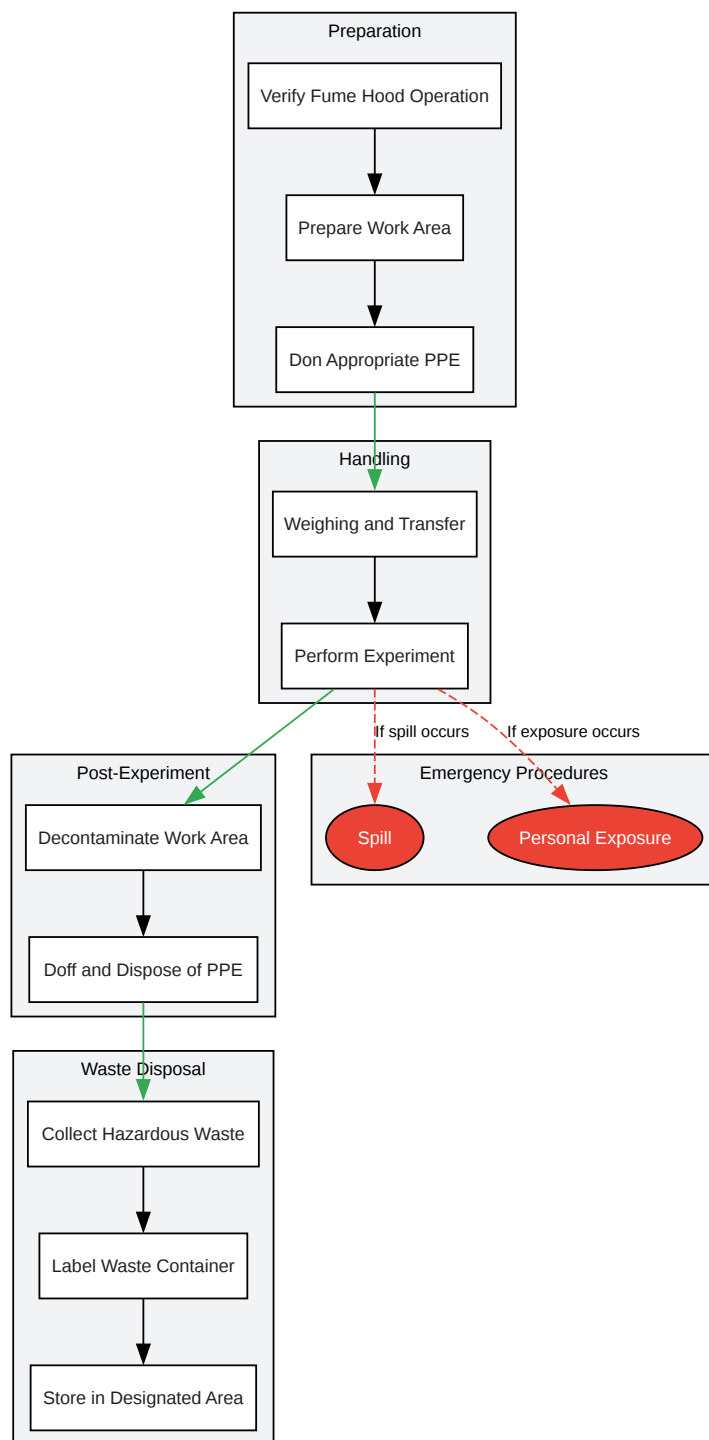 Preparation
Verify Fume Hood Operation
Prepare Work Area
Don Appropriate PPE
Handling
Weighing and Transfer
Perform Experiment
If spill occurs
If exposure occurs
Post-Experiment
Emergency Procedures
Decontaminate Work Area
Spill
Personal Exposure
Doff and Dispose of PPE
Waste Disposal
Collect Hazardous Waste
Label Waste Container
Store in Designated Area